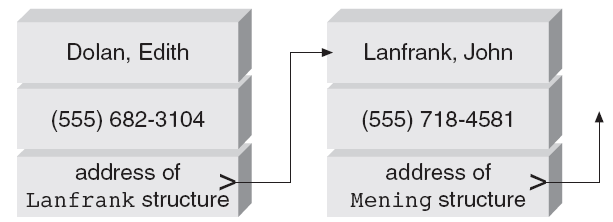 Dolan, Edith
(555) 682-3104
address of
Lanfrank structure
Lanfrank, John
(555) 718-4581
address of
Mening structure